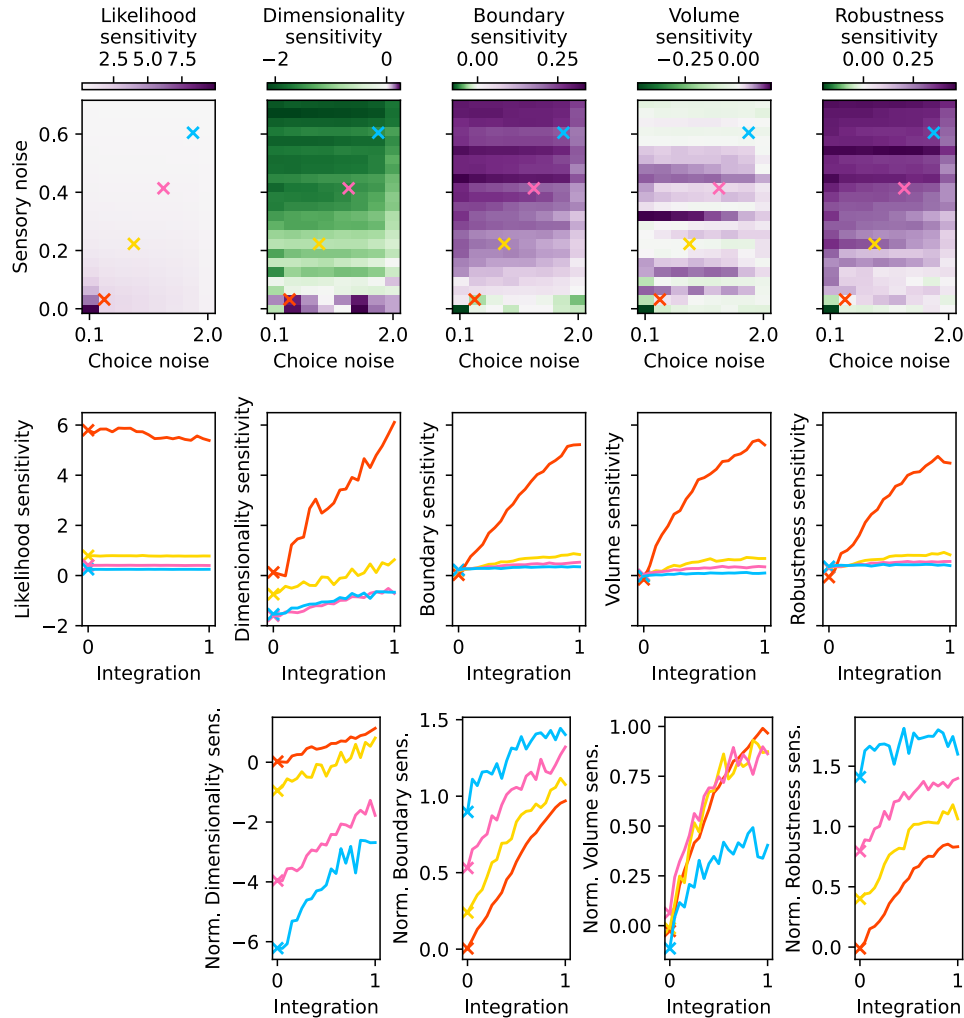 Likelihood sensitivity
Dimensionality sensitivity
Boundary sensitivity
Volume sensitivity
Robustness sensitivity
2.5 5.0 7.5
−2 0
0.00 0.25
−0.25 0.00
0.00 0.25
Sensory noise
0.6
0.4
0.2
0.0
0.1 2.0
0.1 2.0
0.1 2.0
0.1 2.0
0.1 2.0
Choice noise
Choice noise
Choice noise
Choice noise
Choice noise
Likelihood sensitivity
6
4
2
0
−2
Dimensionality sensitivity
Boundary sensitivity
Volume sensitivity
Robustness sensitivity
0 1
0 1
0 1
0 1
0 1
Integration
Integration
Integration
Integration
Integration
Norm. Dimensionality sens.
0
−2
−4
−6
Norm. Boundary sens.
1.5
1.0
0.5
0.0
Norm. Volume sens.
1.00
0.75
0.50
0.25
0.00
Norm. Robustness sens.
1.5
1.0
0.5
0.0
0 1
0 1
0 1
0 1
Integration
Integration
Integration
Integration